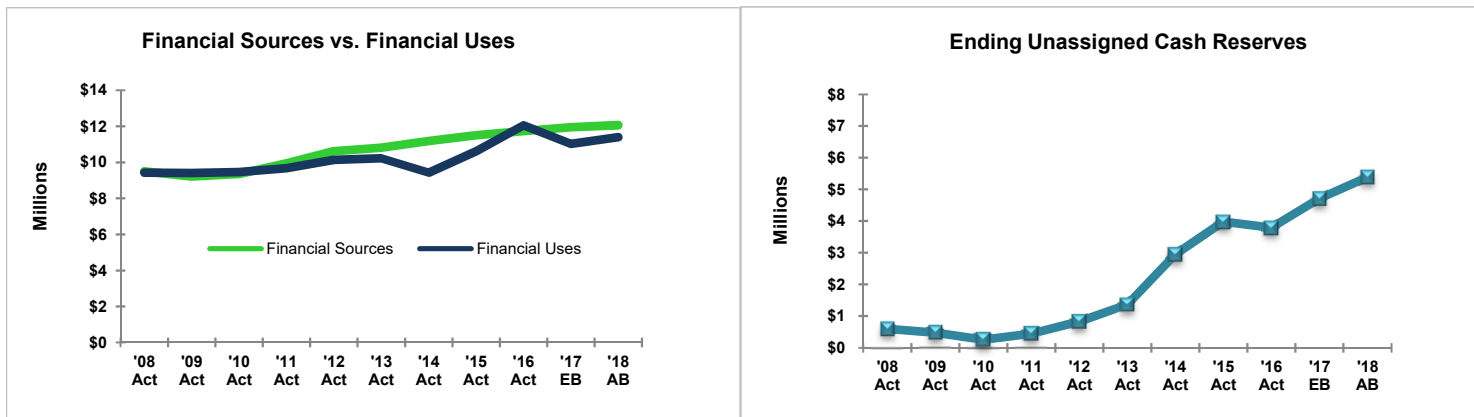 Financial Sources vs. Financial Uses
Millions
$14
$12
$10
$8
$6
$4
$2
$0
Financial Sources
Financial Uses
'08 '09 '10 '11 '12 '13 '14 '15 '16 '17 '18
Act Act Act Act Act Act Act Act Act EB AB
Ending Unassigned Cash Reserves
Millions
$8
$7
$6
$5
$4
$3
$2
$1
$0
'08 '09 '10 '11 '12 '13 '14 '15 '16 '17 '18
Act Act Act Act Act Act Act Act Act EB AB